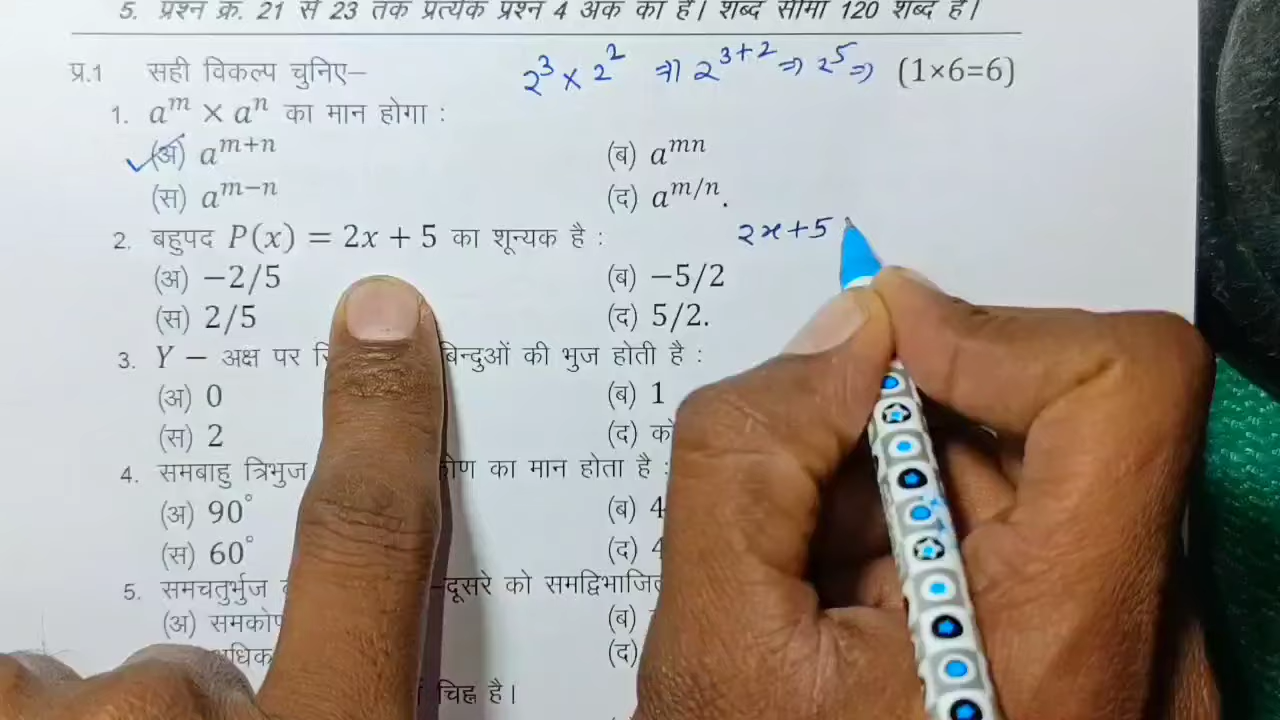 5. प्रश्न क्र. 21 से 23 तक प्रत्येक प्रश्न 4 अंक का है। शब्द सीमा 120 शब्द है।
प्र.1 सही विकल्प चुनिए– 2³ × 2² ⇒ 2³⁺² ⇒ 2⁵ ⇒ (1×6=6)
1. aᵐ × aⁿ का मान होगा :
(अ) aᵐ⁺ⁿ (ब) aᵐⁿ
(स) aᵐ⁻ⁿ (द) a^{m/n}.
2. बहुपद P(x) = 2x + 5 का शून्यक है : 2x+5
(अ) −2/5 (ब) −5/2
(स) 2/5 (द) 5/2.
3. Y − अक्ष पर बिन्दुओं की भुज होती है :
(अ) 0 (ब) 1
(स) 2 (द)
4. समबाहु त्रिभुज का मान होता है :
(अ) 90° (ब) 4
(स) 60° (द) 4
5. समचतुर्भुज –दूसरे को
(अ) (ब)
(द)
चिह्न है।